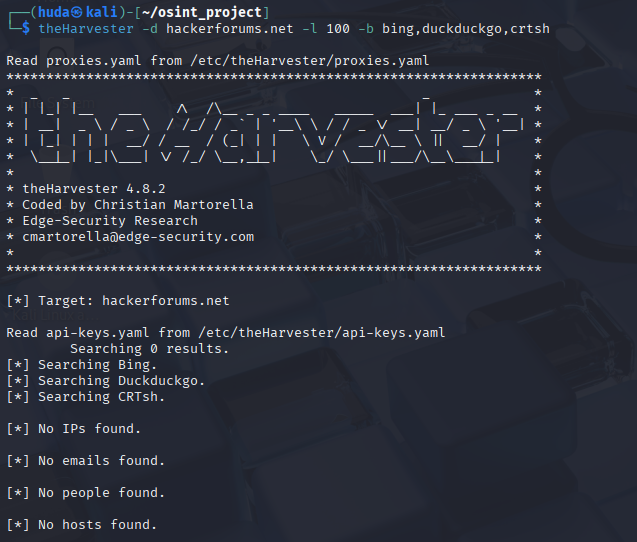 ┌──(huda㉿kali)-[~/osint_project]
└─$ theHarvester -d hackerforums.net -l 100 -b bing,duckduckgo,crtsh
Read proxies.yaml from /etc/theHarvester/proxies.yaml
*******************************************************************
* theHarvester 4.8.2 *
* Coded by Christian Martorella *
* Edge-Security Research *
* cmartorella@edge-security.com *
* *
*******************************************************************
[*] Target: hackerforums.net
Read api-keys.yaml from /etc/theHarvester/api-keys.yaml
Searching 0 results.
[*] Searching Bing.
[*] Searching Duckduckgo.
[*] Searching CRTsh.
[*] No IPs found.
[*] No emails found.
[*] No people found.
[*] No hosts found.